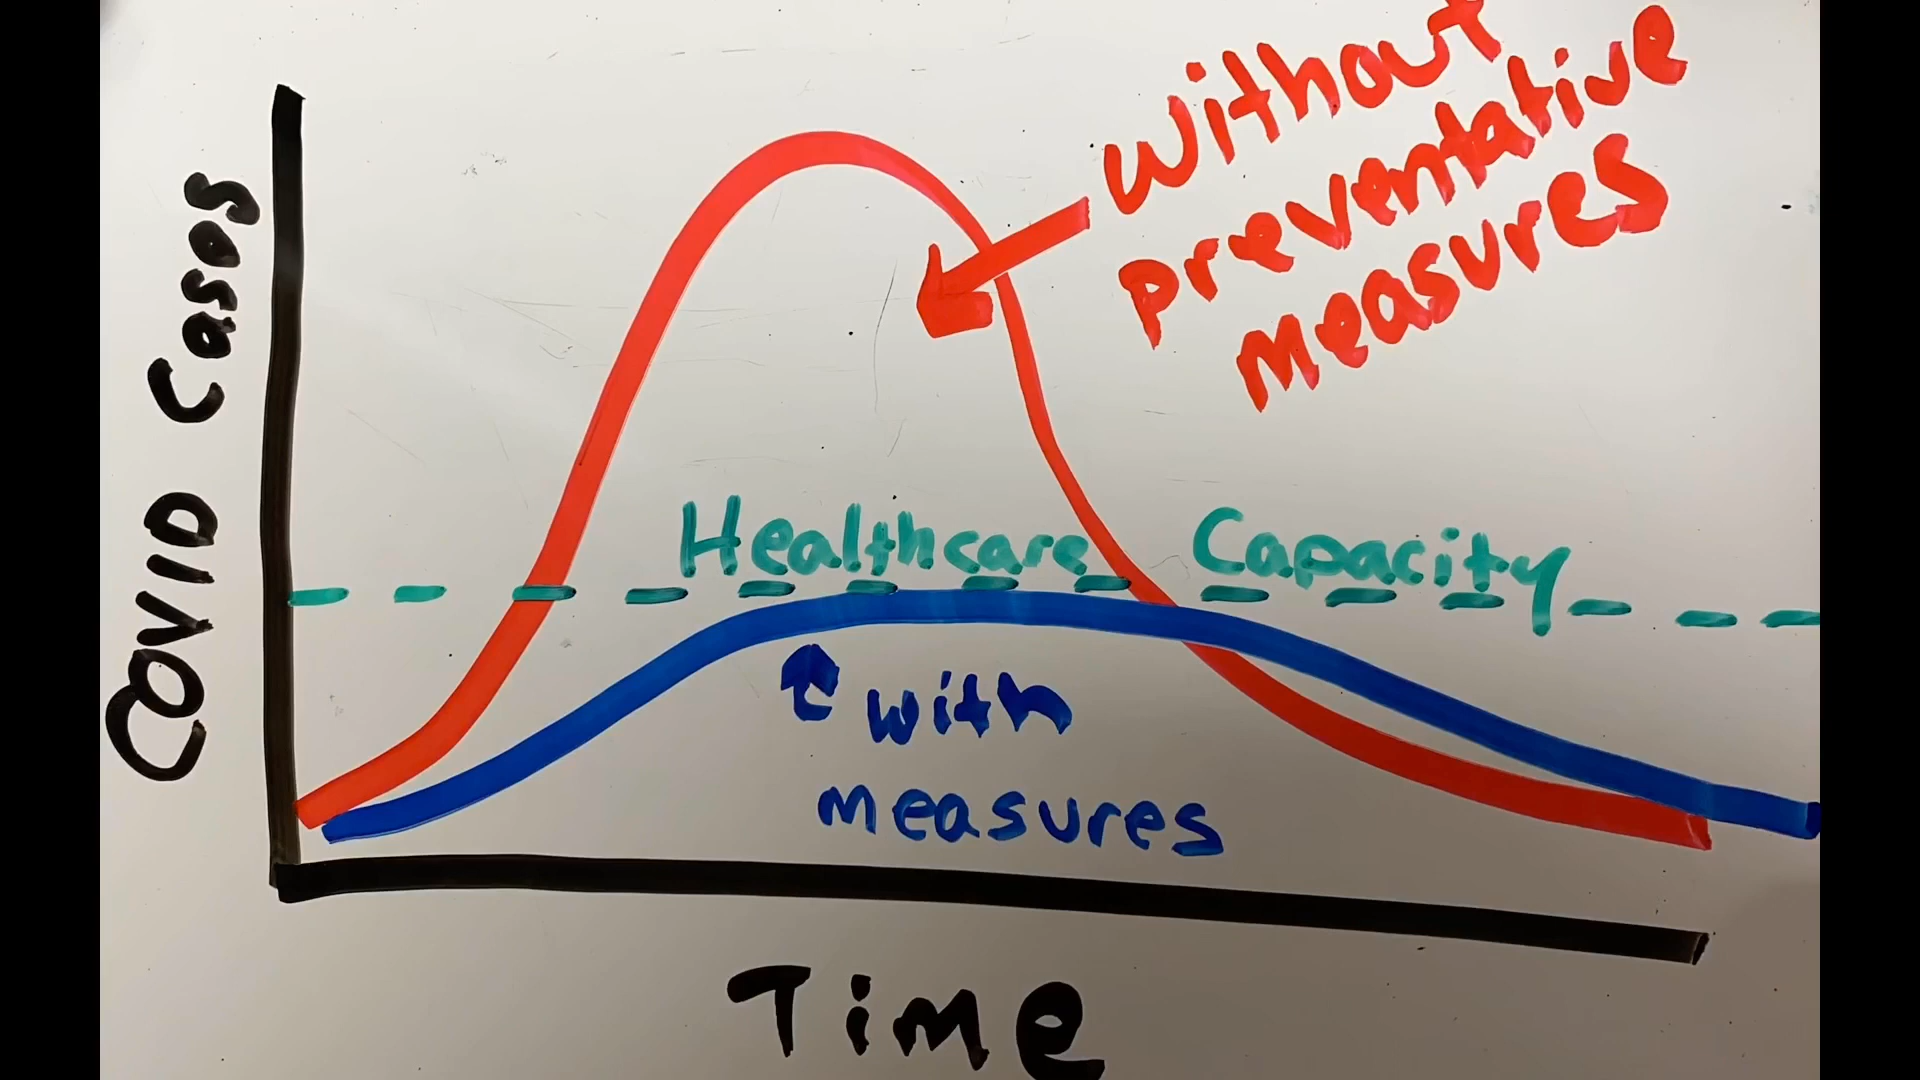 without
preventative
measures
COVID Cases
Healthcare Capacity
with
measures
Time